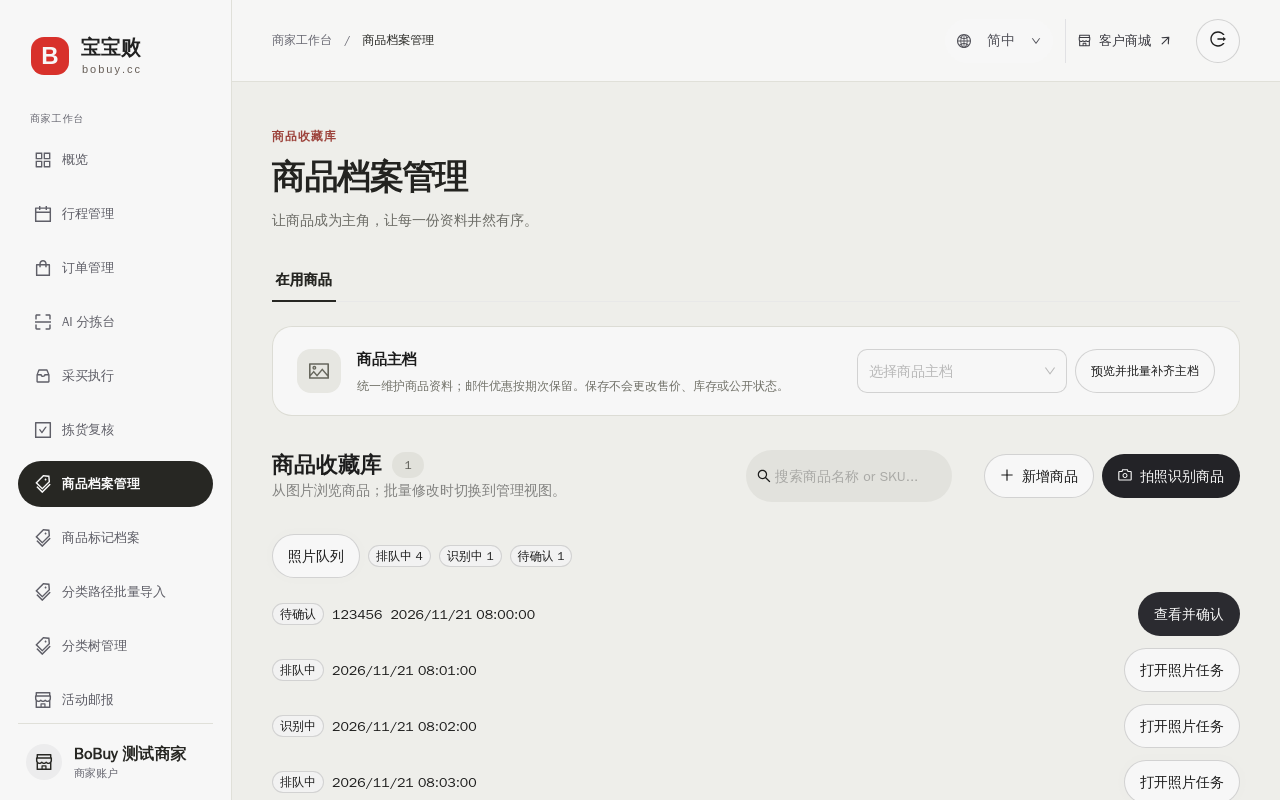 B
宝宝败
bobuy.cc
商家工作台
概览
行程管理
订单管理
AI 分拣台
采买执行
拣货复核
商品档案管理
商品标记档案
分类路径批量导入
分类树管理
活动邮报
BoBuy 测试商家
商家账户
商家工作台 / 商品档案管理
简中
客户商城
商品收藏库
商品档案管理
让商品成为主角，让每一份资料井然有序。
在用商品
商品主档
统一维护商品资料；邮件优惠按期次保留。保存不会更改售价、库存或公开状态。
选择商品主档
预览并批量补齐主档
商品收藏库 1
从图片浏览商品；批量修改时切换到管理视图。
搜索商品名称 or SKU...
新增商品
拍照识别商品
照片队列 排队中 4 识别中 1 待确认 1
待确认 123456 2026/11/21 08:00:00 查看并确认
排队中 2026/11/21 08:01:00 打开照片任务
识别中 2026/11/21 08:02:00 打开照片任务
排队中 2026/11/21 08:03:00 打开照片任务